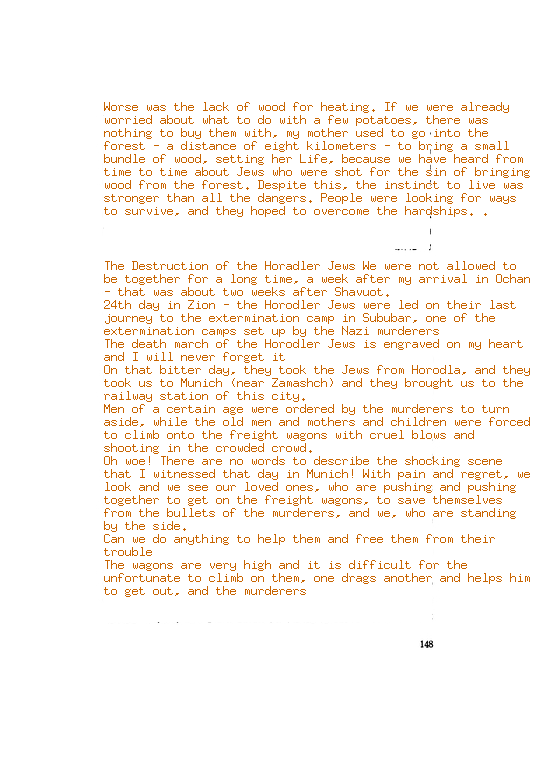 Worse was the lack of wood for heating. If we were already
worried about what to do with a few potatoes, there was
nothing to buy them with, my mother used to go into the
forest - a distance of eight kilometers - to bring a small
bundle of wood, setting her Life, because we have heard from
time to time about Jews who were shot for the sin of bringing
wood from the forest. Despite this, the instinct to live was
stronger than all the dangers. People were looking for ways
to survive, and they hoped to overcome the hardships. .
The Destruction of the Horadler Jews We were not allowed to
be together for a long time, a week after my arrival in Ochan
- that was about two weeks after Shavuot.
24th day in Zion - the Horodler Jews were led on their last
journey to the extermination camp in Sububar, one of the
extermination camps set up by the Nazi murderers
The death march of the Horodler Jews is engraved on my heart
and I will never forget it
On that bitter day, they took the Jews from Horodla, and they
took us to Munich (near Zamashch) and they brought us to the
railway station of this city.
Men of a certain age were ordered by the murderers to turn
aside, while the old men and mothers and children were forced
to climb onto the freight wagons with cruel blows and
shooting in the crowded crowd.
Oh woe! There are no words to describe the shocking scene
that I witnessed that day in Munich! With pain and regret, we
look and we see our loved ones, who are pushing and pushing
together to get on the freight wagons, to save themselves
from the bullets of the murderers, and we, who are standing
by the side.
Can we do anything to help them and free them from their
trouble
The wagons are very high and it is difficult for the
unfortunate to climb on them, one drags another and helps him
to get out, and the murderers
148